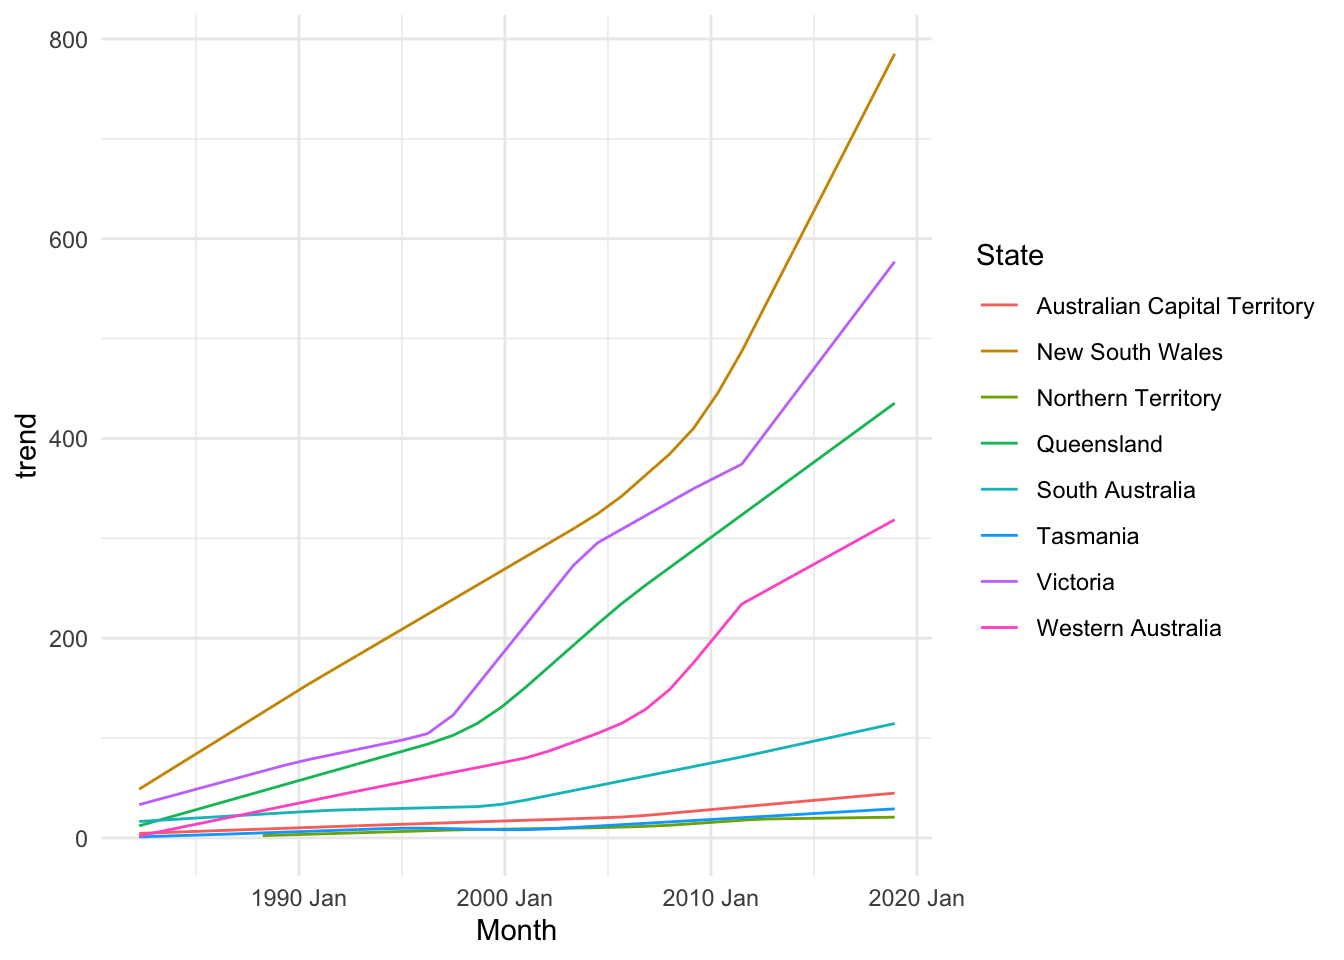 800
600
400
200
0
trend
1990 Jan
2000 Jan
2010 Jan
2020 Jan
Month
State
Australian Capital Territory
New South Wales
Northern Territory
Queensland
South Australia
Tasmania
Victoria
Western Australia